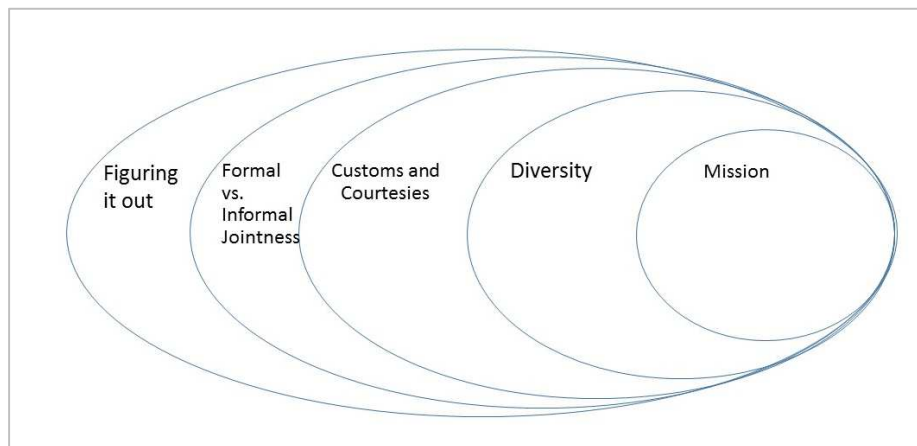 Figuring
it out
Formal
vs.
Informal
Jointness
Customs and
Courtesies
Diversity
Mission